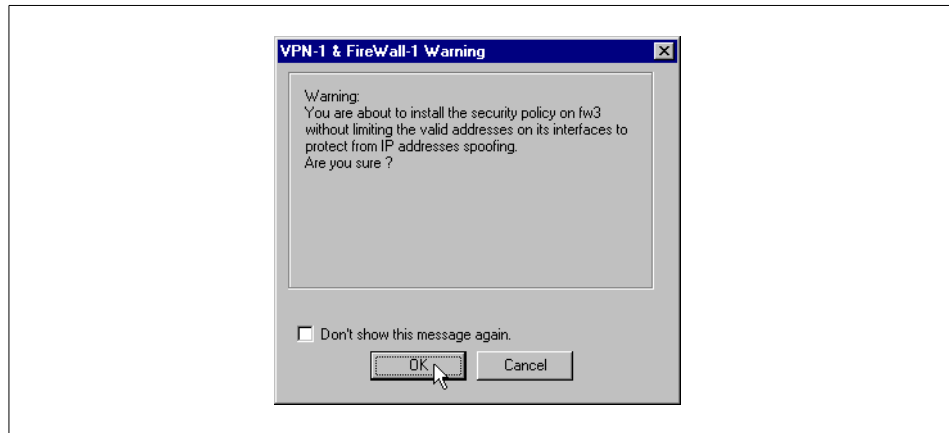 VPN-1 & FireWall-1 Warning
Warning:
You are about to install the security policy on fw3
without limiting the valid addresses on its interfaces to
protect from IP addresses spoofing.
Are you sure ?
Don't show this message again.
OK
Cancel